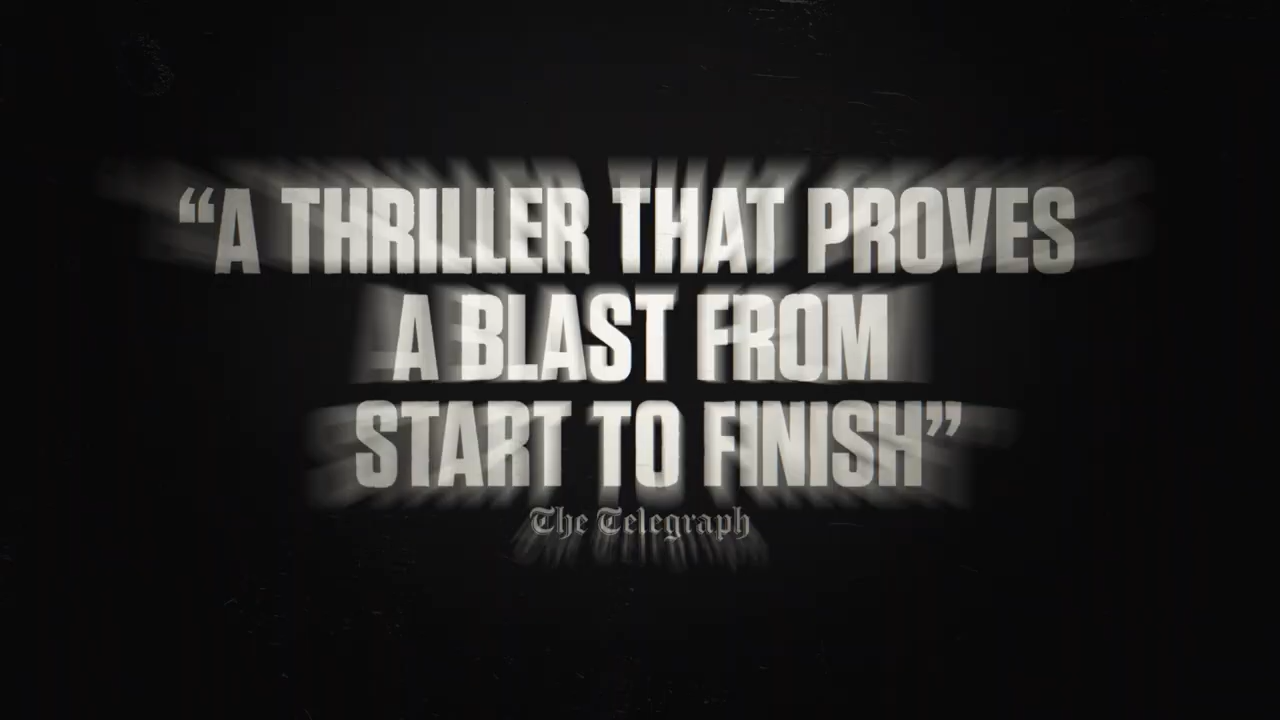 “A THRILLER THAT PROVES
A BLAST FROM
START TO FINISH”
The Telegraph